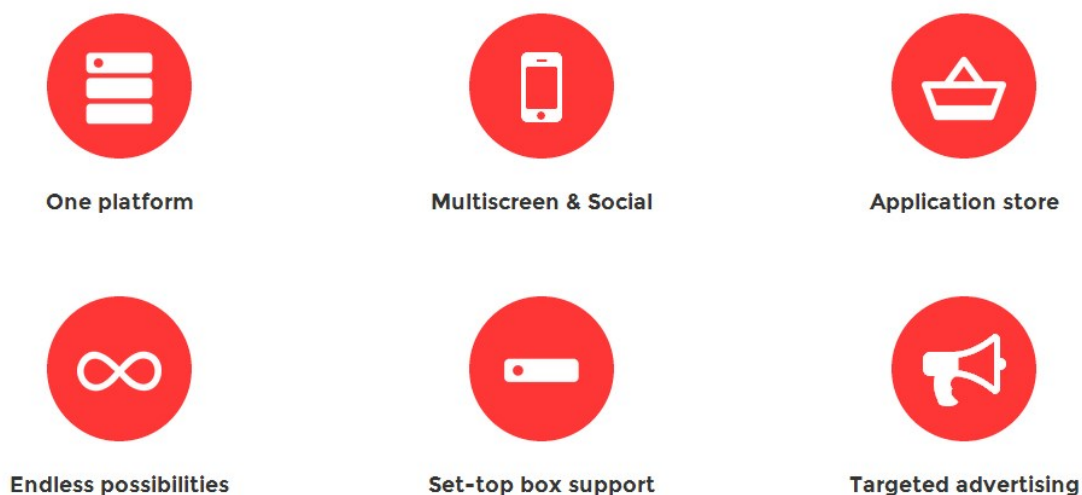 One platform
Multiscreen & Social
Application store
Endless possibilities
Set-top box support
Targeted advertising